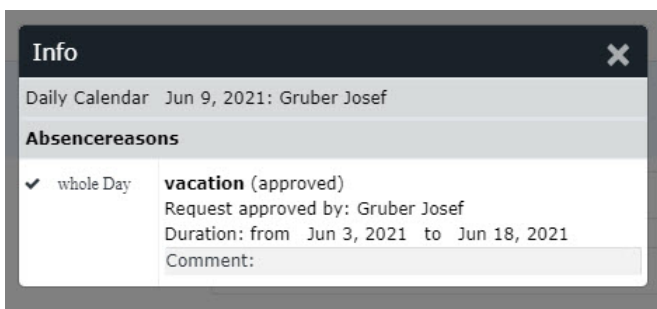 Info
Daily Calendar Jun 9, 2021: Gruber Josef
Absencereasons
whole Day
vacation (approved)
Request approved by: Gruber Josef
Duration: from Jun 3, 2021 to Jun 18, 2021
Comment: